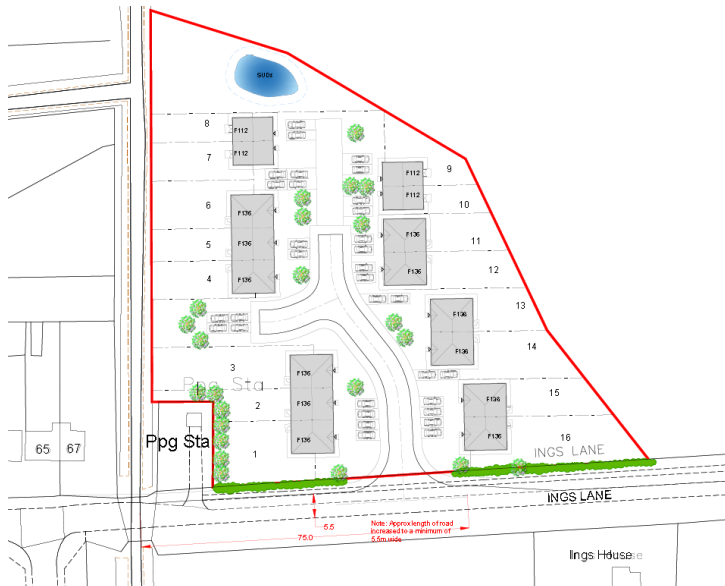 SUDS
8
F112
F112
7
9
F112
F112
10
6
F136
5
F136
4
F136
11
F136
12
F136
13
F136
14
F136
3
Ppg Sta
F136
2
F136
1
F136
15
F136
16
F136
INGS LANE
65
67
Ppg Sta
INGS LANE
5.5
75.0
Note: Approx length of road
increased to a minimum of
5.5m wide
Ings House